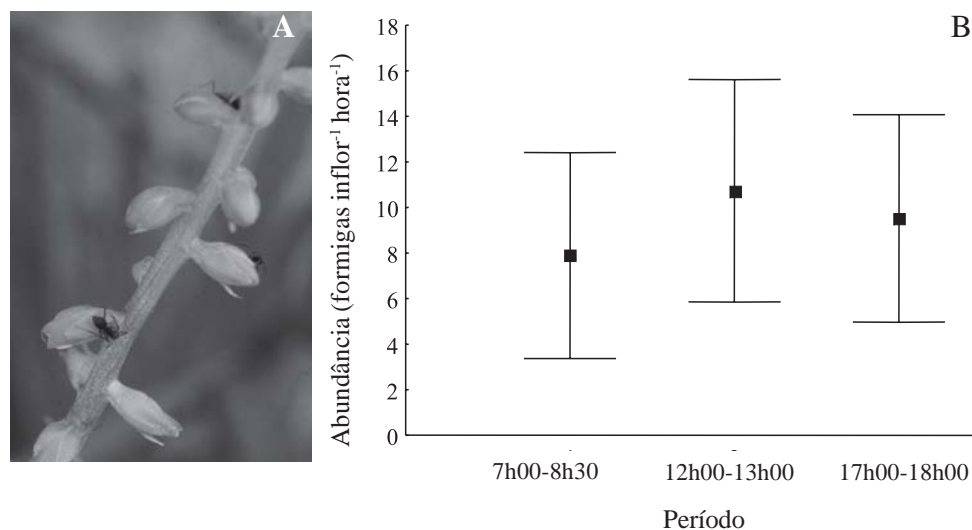 A
B
Abundância (formigas inflor⁻¹ hora⁻¹)
18
16
14
12
10
8
6
4
2
0
7h00-8h30 12h00-13h00 17h00-18h00
Período